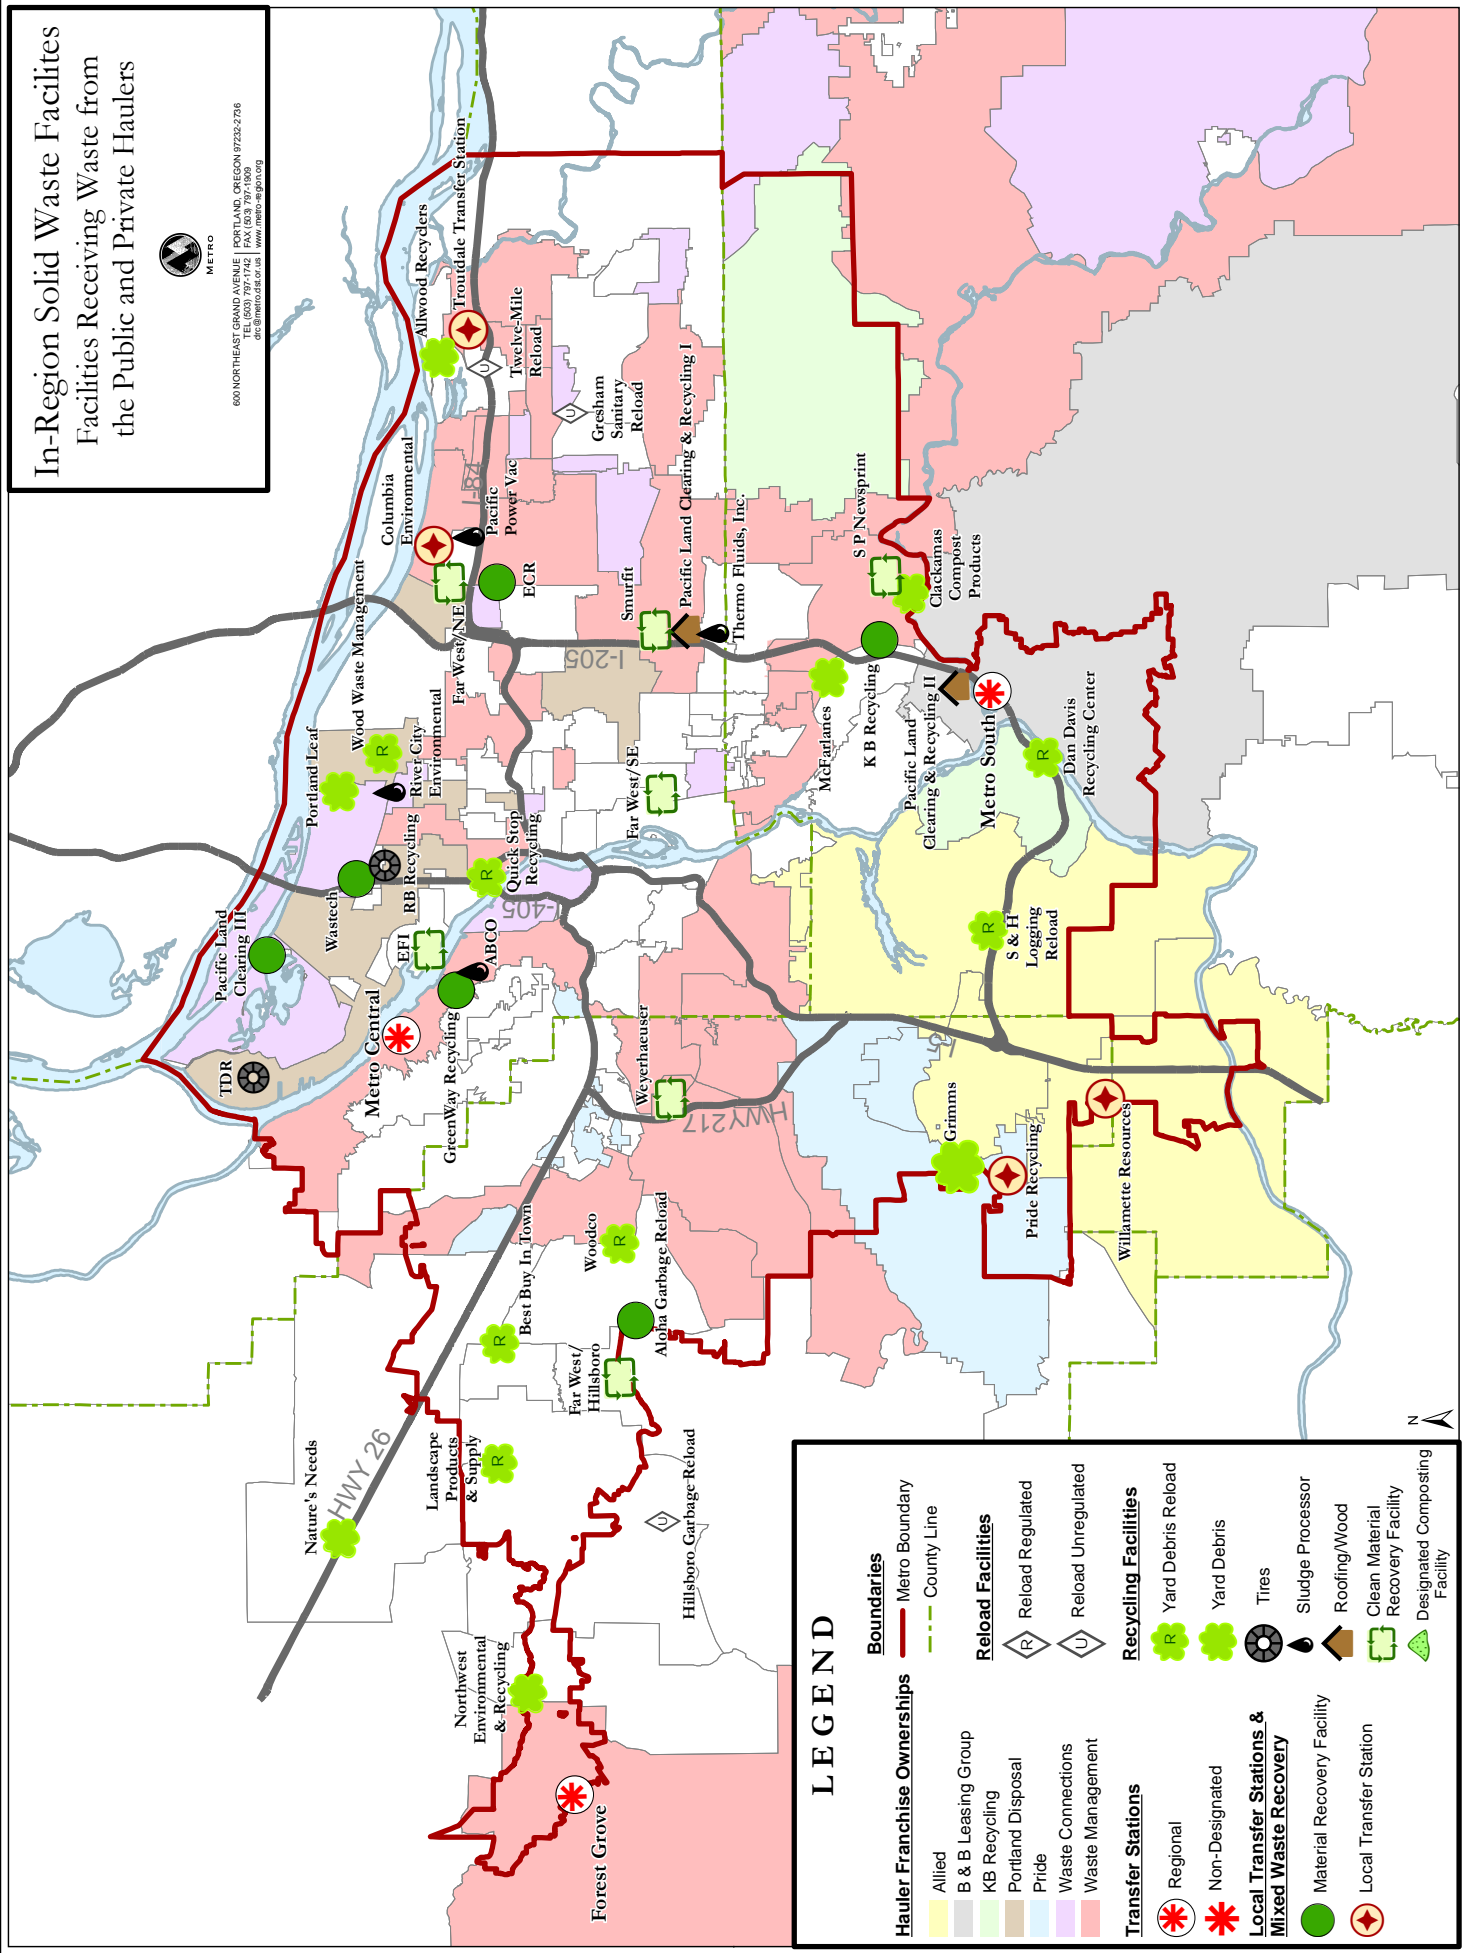 In-Region Solid Waste Facilites
Facilities Receiving Waste from
the Public and Private Haulers
METRO
600 NORTHEAST GRAND AVENUE | PORTLAND, OREGON 97232-2736
TEL (503) 797-1742 | FAX (503) 797-1909
drc@metro.dst.or.us | www.metro-region.org
Nature's Needs
HWY 26
Landscape
Products
& Supply
Northwest
Environmental
& Recycling
Forest Grove
Hillsboro Garbage Reload
U
R
Best Buy In Town
R
Far West/
Hillsboro
Aloha Garbage Reload
Woodco
R
TDR
Metro Central
GreenWay Recycling
ABCO
EFI
Pacific Land
Clearing III
Wastech
RB Recycling
Quick Stop
Recycling
R
I-405
Portland Leaf
Wood Waste Management
R
River City
Environmental
Far West/NE
Columbia
Environmental
Pacific
Power Vac
ECR
I-84
I-205
Allwood Recyclers
Troutdale Transfer Station
Twelve-Mile
Reload
U
Gresham
Sanitary
Reload
U
Smurfit
Pacific Land Clearing & Recycling I
Thermo Fluids, Inc.
Far West/SE
McFarlanes
KB Recycling
S P Newsprint
Clackamas
Compost
Products
Pacific Land
Clearing & Recycling II
Metro South
Dan Davis
Recycling Center
R
S & H
Logging
Reload
R
Weyerhaeuser
HWY217
I-5
Grimms
Pride Recycling
Willamette Resources
N
LEGEND
Hauler Franchise Ownerships
Allied
B & B Leasing Group
KB Recycling
Portland Disposal
Pride
Waste Connections
Waste Management
Transfer Stations
Regional
Non-Designated
Local Transfer Stations &
Mixed Waste Recovery
Material Recovery Facility
Local Transfer Station
Boundaries
Metro Boundary
County Line
Reload Facilities
R
Reload Regulated
U
Reload Unregulated
Recycling Facilities
R
Yard Debris Reload
Yard Debris
Tires
Sludge Processor
Roofing/Wood
Clean Material
Recovery Facility
Designated Composting
Facility